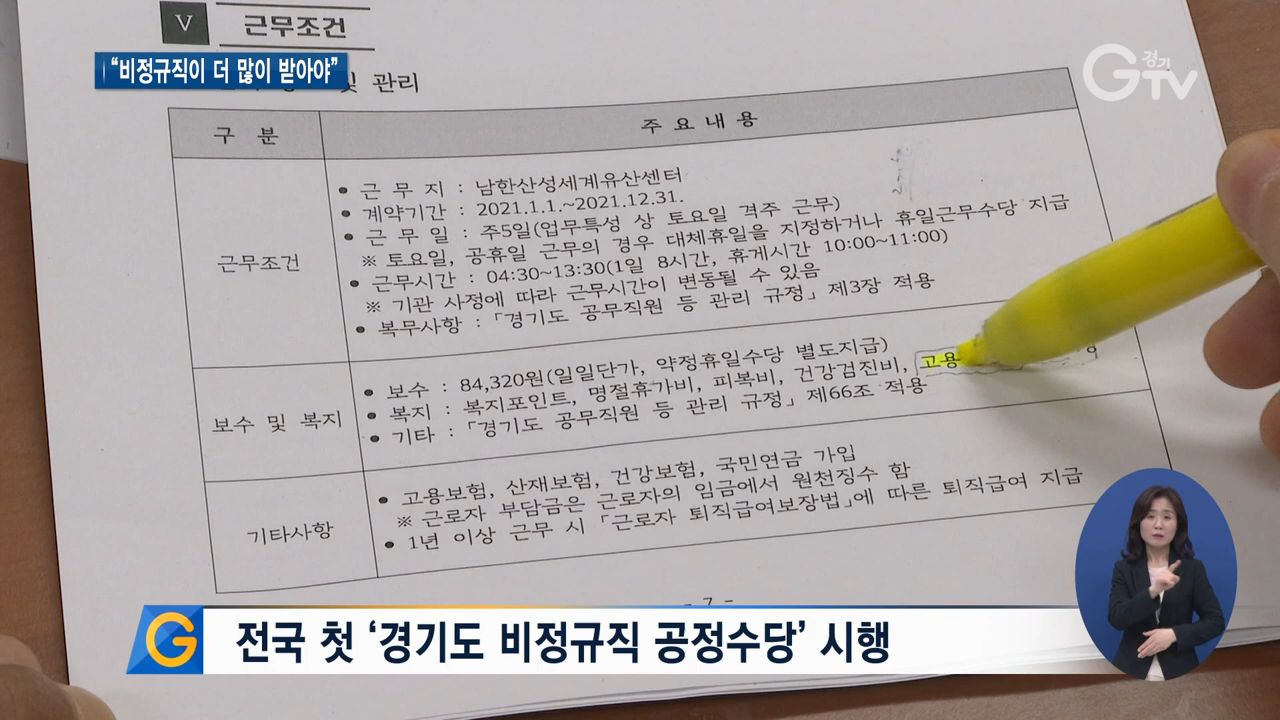 V 근무조건
“비정규직이 더 많이 받아야”
경기
GTV
및 관리
구 분
주 요 내 용
근무조건
• 근 무 지 : 남한산성세계유산센터
• 계약기간 : 2021.1.1.~2021.12.31.
• 근 무 일 : 주5일(업무특성 상 토요일 격주 근무)
※ 토요일, 공휴일 근무의 경우 대체휴일을 지정하거나 휴일근무수당 지급
• 근무시간 : 04:30~13:30(1일 8시간, 휴게시간 10:00~11:00)
※ 기관 사정에 따라 근무시간이 변동될 수 있음
• 복무사항 : 「경기도 공무직원 등 관리 규정」 제3장 적용
보수 및 복지
• 보수 : 84,320원(일일단가, 약정휴일수당 별도지급)
• 복지 : 복지포인트, 명절휴가비, 피복비, 건강검진비, 고용
• 기타 : 「경기도 공무직원 등 관리 규정」 제66조 적용
기타사항
• 고용보험, 산재보험, 건강보험, 국민연금 가입
※ 근로자 부담금은 근로자의 임금에서 원천징수 함
• 1년 이상 근무 시 「근로자 퇴직급여보장법」에 따른 퇴직급여 지급
- 7 -
G 전국 첫 ‘경기도 비정규직 공정수당’ 시행